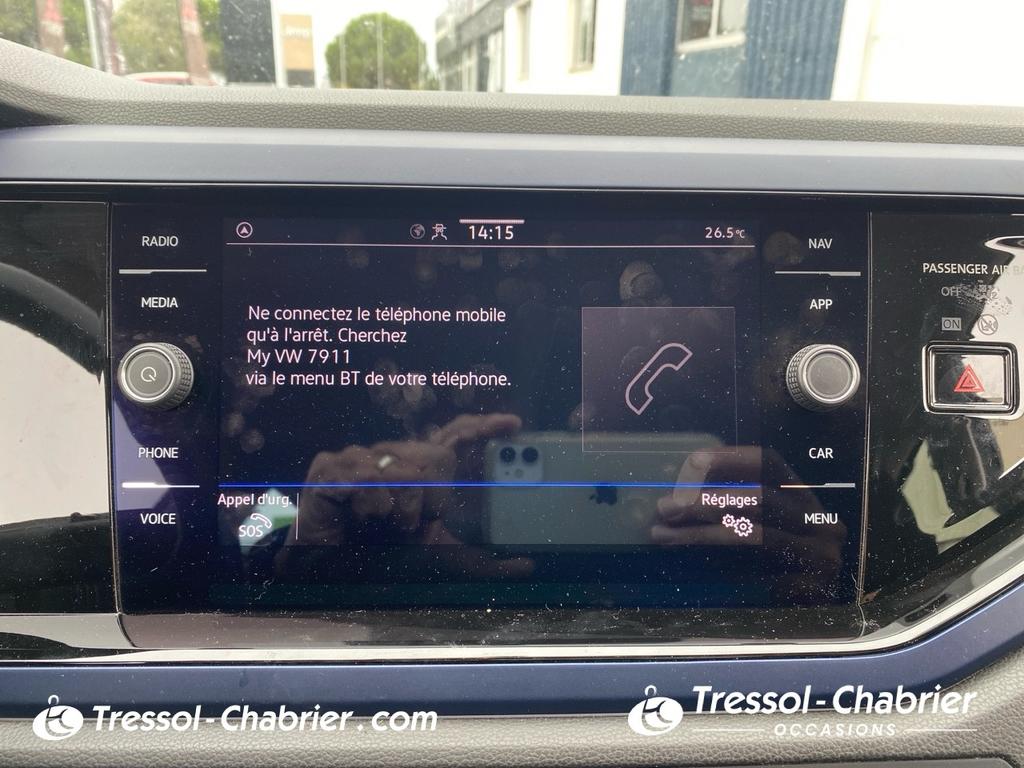 14:15
26.5°C
RADIO
MEDIA
PHONE
VOICE
Ne connectez le téléphone mobile
qu'à l'arrêt. Cherchez
My VW 7911
via le menu BT de votre téléphone.
Appel d'urg.
SOS
Réglages
NAV
APP
CAR
MENU
PASSENGER AIR BA
OFF
ON
Tressol-Chabrier.com
Tressol-Chabrier
OCCASIONS